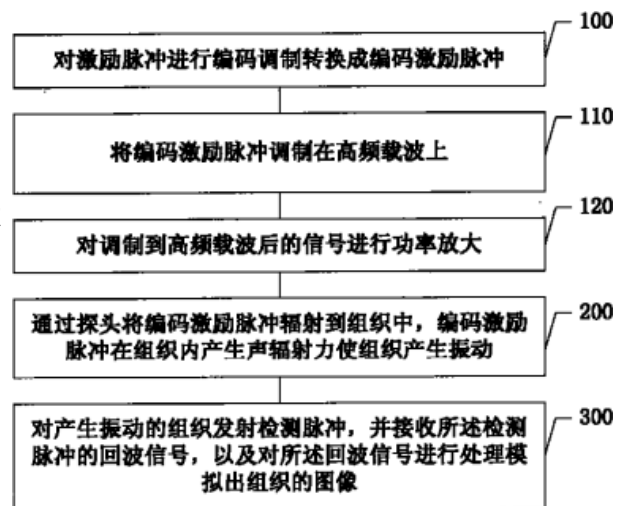 100
对激励脉冲进行编码调制转换成编码激励脉冲
110
将编码激励脉冲调制在高频载波上
120
对调制到高频载波后的信号进行功率放大
200
通过探头将编码激励脉冲辐射到组织中，编码激励
脉冲在组织内产生声辐射力使组织产生振动
300
对产生振动的组织发射检测脉冲，并接收所述检测
脉冲的回波信号，以及对所述回波信号进行处理模
拟出组织的图像